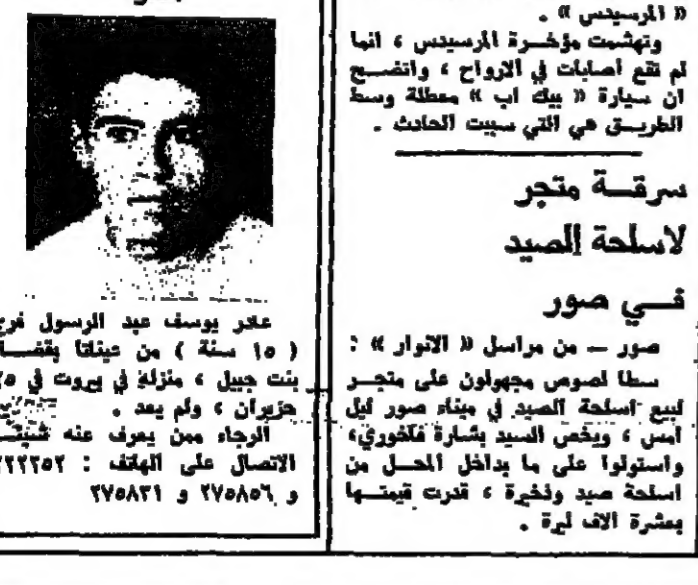 « المرسيدس » .
وتهشمت مؤخرة المرسيدس ، انما
لم تقع اصابات في الارواح ، واتضح
ان سيارة « بيك اب » معطلة وسط
الطريق هي التي سببت الحادث .
سرقة متجر
لاسلحة الصيد
في صور
صور — من مراسل « الانوار » :
سطا لصوص مجهولون على متجر
لبيع اسلحة الصيد في ميناء صور ليل
امس ، ويخص السيد بشارة فاخوري،
واستولوا على ما بداخل المحل من
اسلحة صيد وذخيرة ، قدرت قيمتها
بعشرة الاف ليرة .
غادر يوسف عبد الرسول فرج
( ١٥ سنة ) من عيناتا بقضاء
بنت جبيل ، منزله في بيروت في
حزيران ، ولم يعد .
الرجاء ممن يعرف عنه
الاتصال على الهاتف :
و ٢٧٥٨٥٦ و ٢٧٥٨٣١